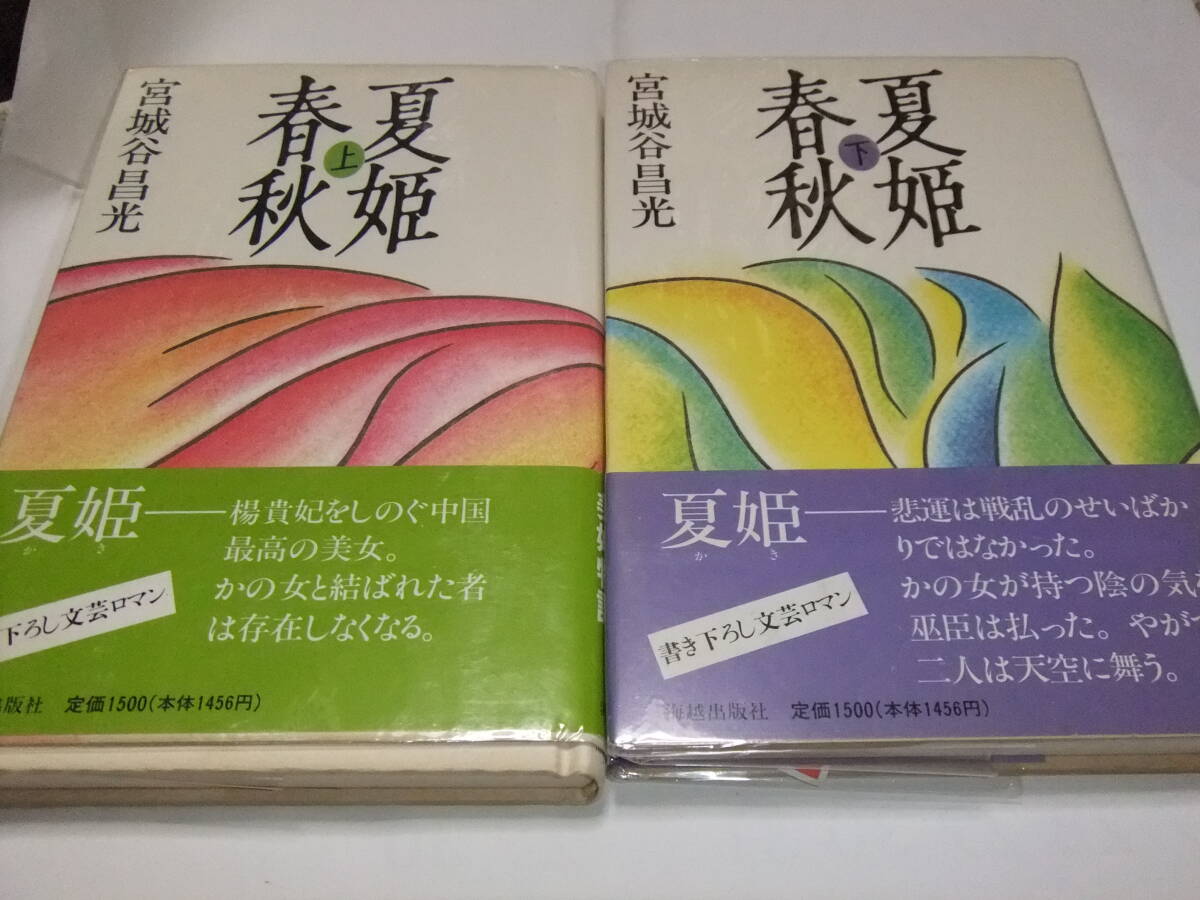 夏姫
春秋
上
宮城谷昌光
夏姫――楊貴妃をしのぐ中国
かき
最高の美女。
かの女と結ばれた者
は存在しなくなる。
下ろし文芸ロマン
出版社 定価1500(本体1456円)
夏姫
春秋
下
宮城谷昌光
夏姫――悲運は戦乱のせいばか
かき
りではなかった。
かの女が持つ陰の気を
巫臣は払った。やがて
二人は天空に舞う。
書き下ろし文芸ロマン
海越出版社 定価1500(本体1456円)